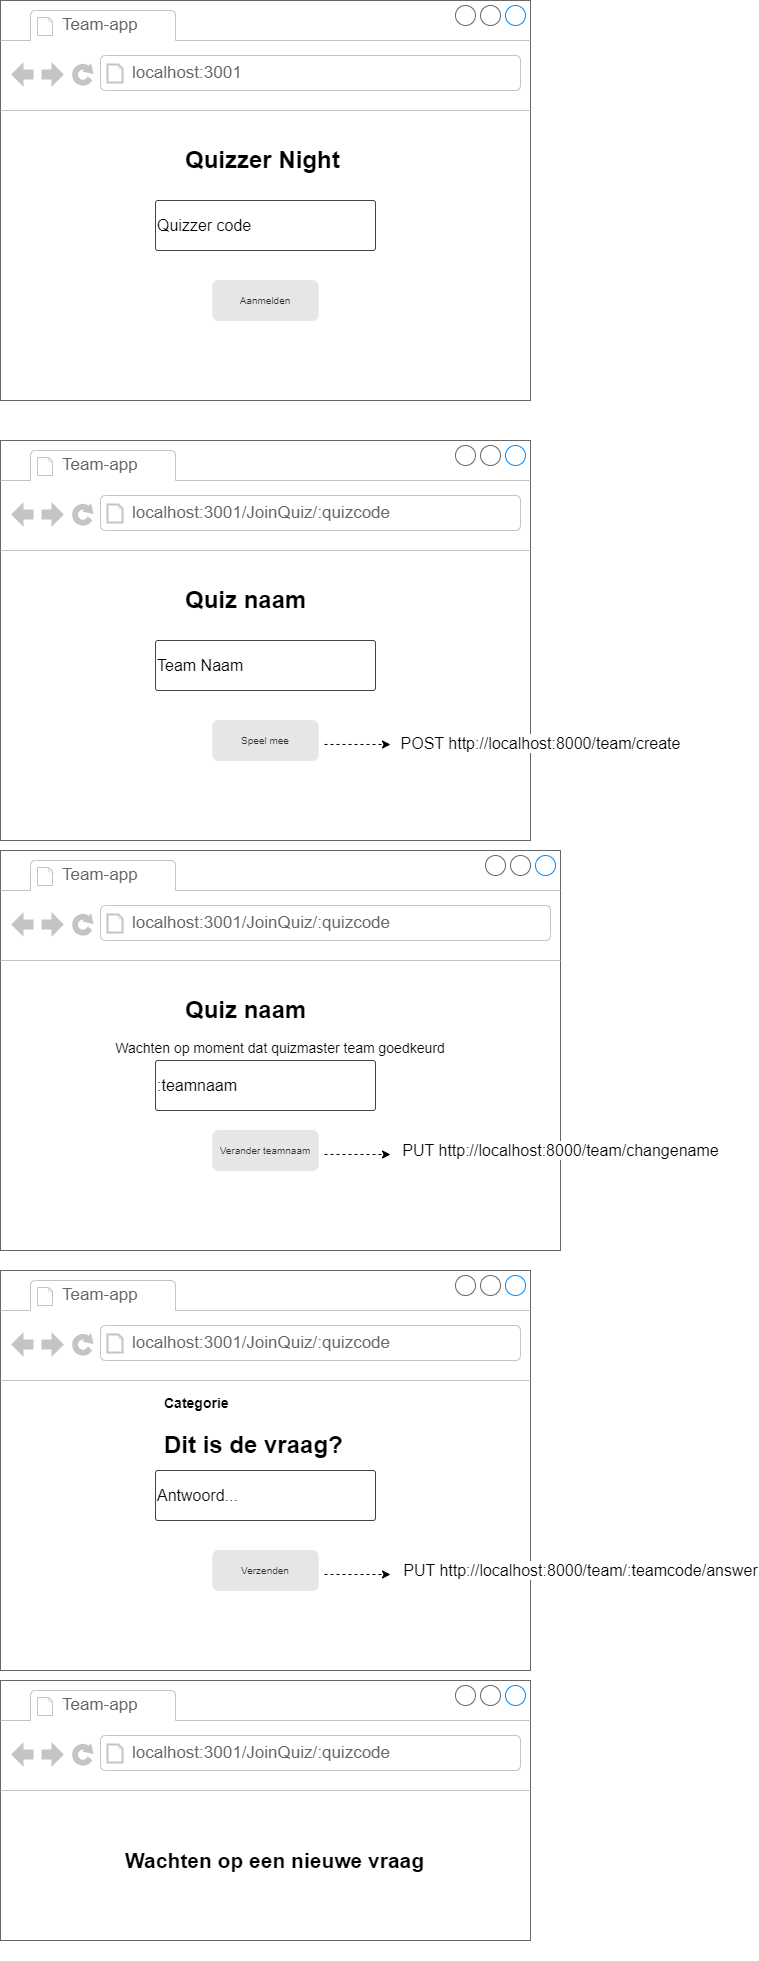 Team-app
localhost:3001
Quizzer Night
Quizzer code
Aanmelden
Team-app
localhost:3001/JoinQuiz/:quizcode
Quiz naam
Team Naam
Speel mee
POST http://localhost:8000/team/create
Team-app
localhost:3001/JoinQuiz/:quizcode
Quiz naam
Wachten op moment dat quizmaster team goedkeurd
:teamnaam
Verander teamnaam
PUT http://localhost:8000/team/changename
Team-app
localhost:3001/JoinQuiz/:quizcode
Categorie
Dit is de vraag?
Antwoord...
Verzenden
PUT http://localhost:8000/team/:teamcode/answer
Team-app
localhost:3001/JoinQuiz/:quizcode
Wachten op een nieuwe vraag